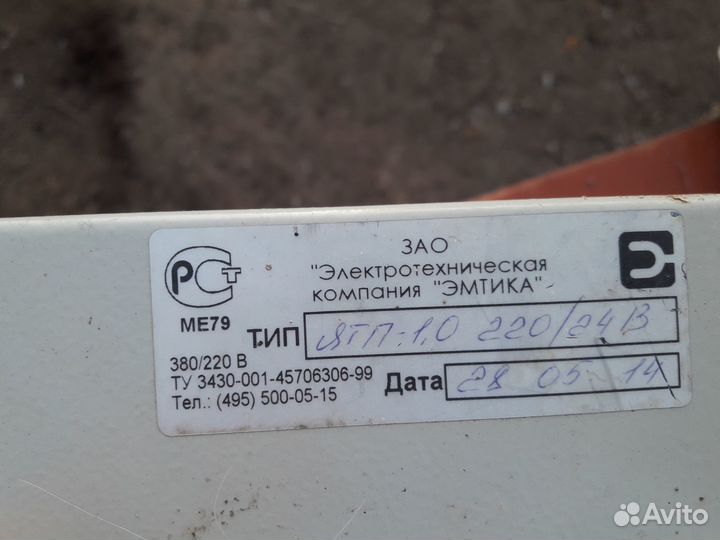 ЗАО
"Электротехническая
компания "ЭМТИКА"
РСТ
МЕ79
ТИП ЯТП-1,0 220/24В
380/220 В
ТУ 3430-001-45706306-99
Тел.: (495) 500-05-15
Дата 28 05 14
Avito